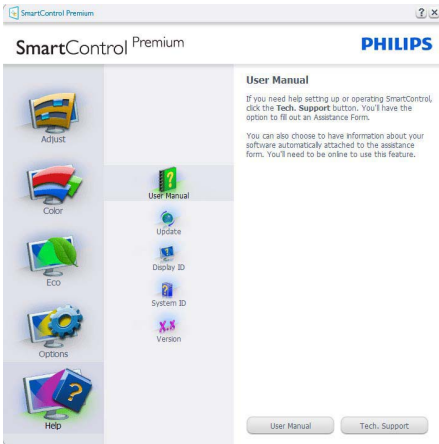 SmartControl Premium
SmartControl Premium
PHILIPS
Adjust
Color
Eco
Options
Help
User Manual
Update
Display ID
System ID
X.X
Version
User Manual
If you need help setting up or operating SmartControl,
click the Tech. Support button. You'll have the
option to fill out an Assistance Form.
You can also choose to have information about your
software automatically attached to the assistance
form. You'll need to be online to use this feature.
User Manual
Tech. Support